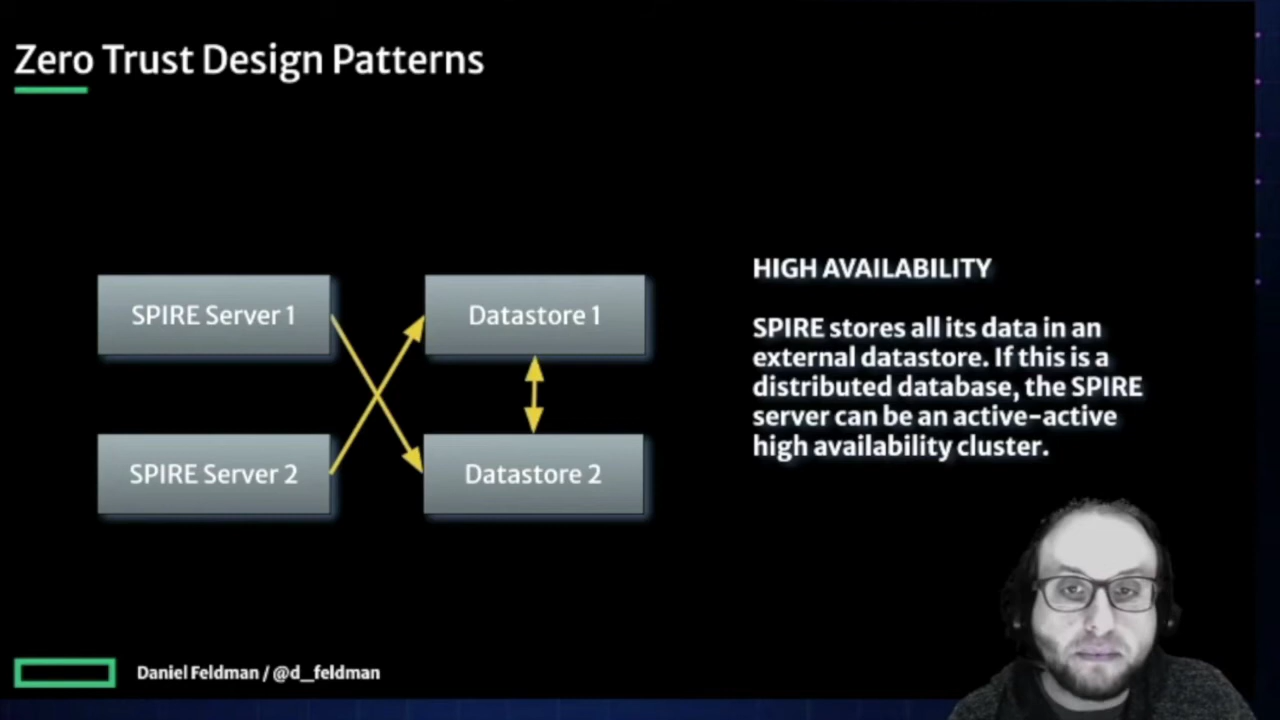 Zero Trust Design Patterns
SPIRE Server 1
Datastore 1
SPIRE Server 2
Datastore 2
HIGH AVAILABILITY
SPIRE stores all its data in an
external datastore. If this is a
distributed database, the SPIRE
server can be an active-active
high availability cluster.
Daniel Feldman / @d_feldman